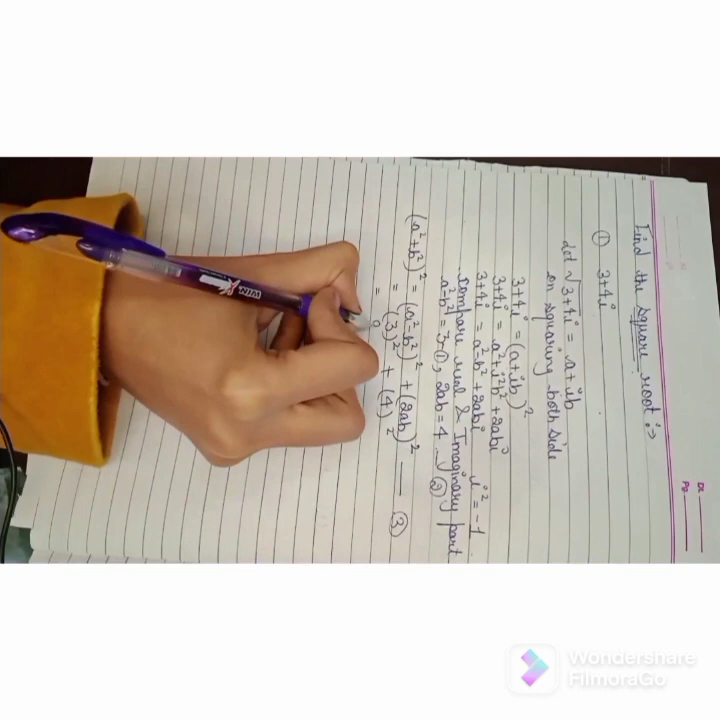 Find the square root :->
① 3+4i
let √3+4i = a+ib
on squaring both side
3+4i = (a+ib)²
3+4i = a²+i²b²+2abi
3+4i = a²-b²+2abi i²=-1
compare real & Imaginary part
a²-b²=3-①, 2ab=4 -②
(a²+b²)² = (a²-b²)²+(2ab)² — ③
= (3)² + (4)²
=
WIN
Wondershare
FilmoraGo